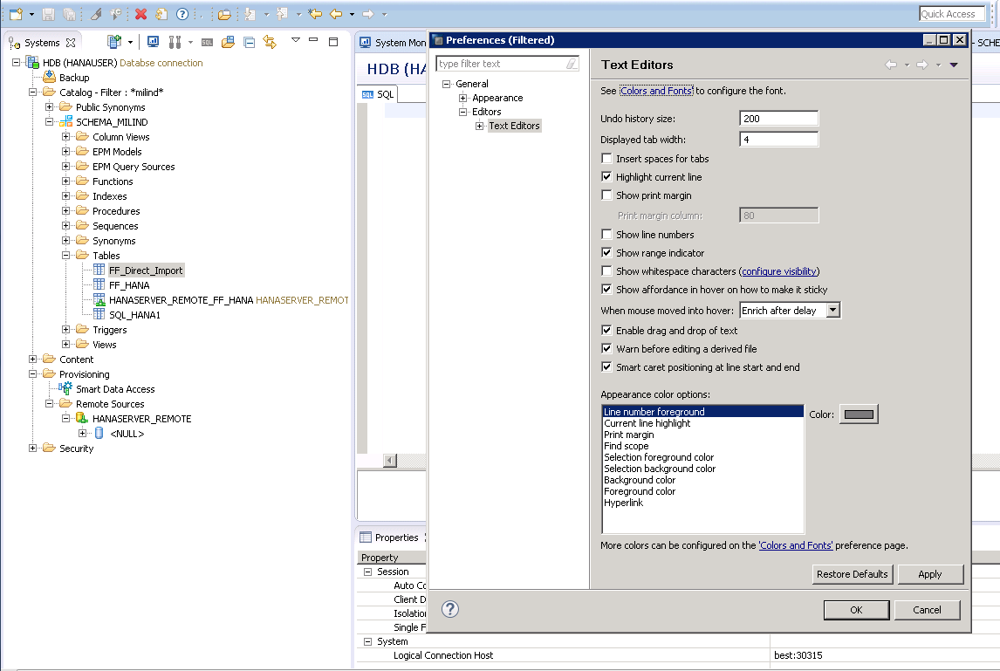 Quick Access
Systems
HDB (HANAUSER) Databse connection
Backup
Catalog - Filter : *milind*
Public Synonyms
SCHEMA_MILIND
Column Views
EPM Models
EPM Query Sources
Functions
Indexes
Procedures
Sequences
Synonyms
Tables
FF_Direct_Import
FF_HANA
HANASERVER_REMOTE_FF_HANA HANASERVER_REMOT
SQL_HANA1
Triggers
Views
Content
Provisioning
Smart Data Access
Remote Sources
HANASERVER_REMOTE
<NULL>
Security
System Mon
- SCHE
HDB (HA
SQL SQL
Preferences (Filtered)
type filter text
General
Appearance
Editors
Text Editors
Text Editors
See 'Colors and Fonts' to configure the font.
Undo history size: 200
Displayed tab width: 4
Insert spaces for tabs
Highlight current line
Show print margin
Print margin column: 80
Show line numbers
Show range indicator
Show whitespace characters (configure visibility)
Show affordance in hover on how to make it sticky
When mouse moved into hover: Enrich after delay
Enable drag and drop of text
Warn before editing a derived file
Smart caret positioning at line start and end
Appearance color options:
Line number foreground
Current line highlight
Print margin
Find scope
Selection foreground color
Selection background color
Background color
Foreground color
Hyperlink
Color:
More colors can be configured on the 'Colors and Fonts' preference page.
Restore Defaults Apply
OK Cancel
Properties
Property
Session
Auto Co
Client D
Isolation
Single F
System
Logical Connection Host best:30315